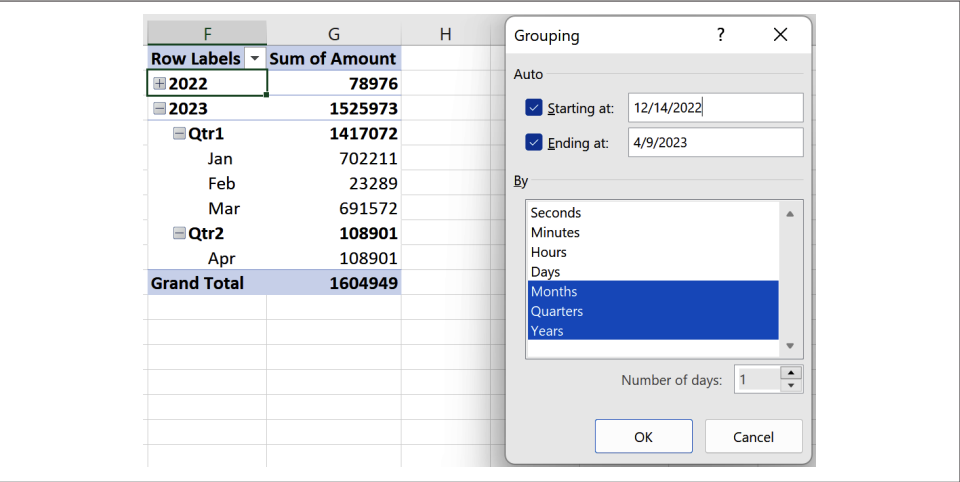 F G H
Row Labels Sum of Amount
2022 78976
2023 1525973
Qtr1 1417072
Jan 702211
Feb 23289
Mar 691572
Qtr2 108901
Apr 108901
Grand Total 1604949
Grouping ?
Auto
Starting at: 12/14/2022
Ending at: 4/9/2023
By
Seconds
Minutes
Hours
Days
Months
Quarters
Years
Number of days: 1
OK Cancel